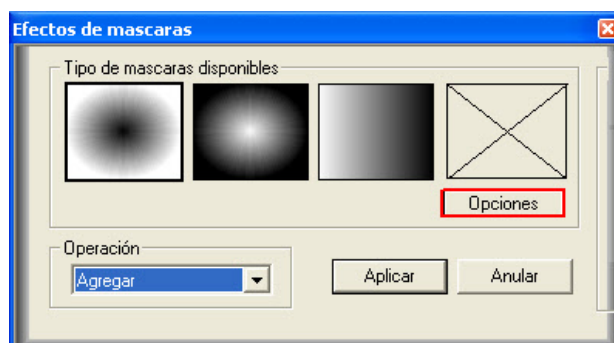 Efectos de mascaras
Tipo de mascaras disponibles
Opciones
Operación
Agregar
Aplicar
Anular